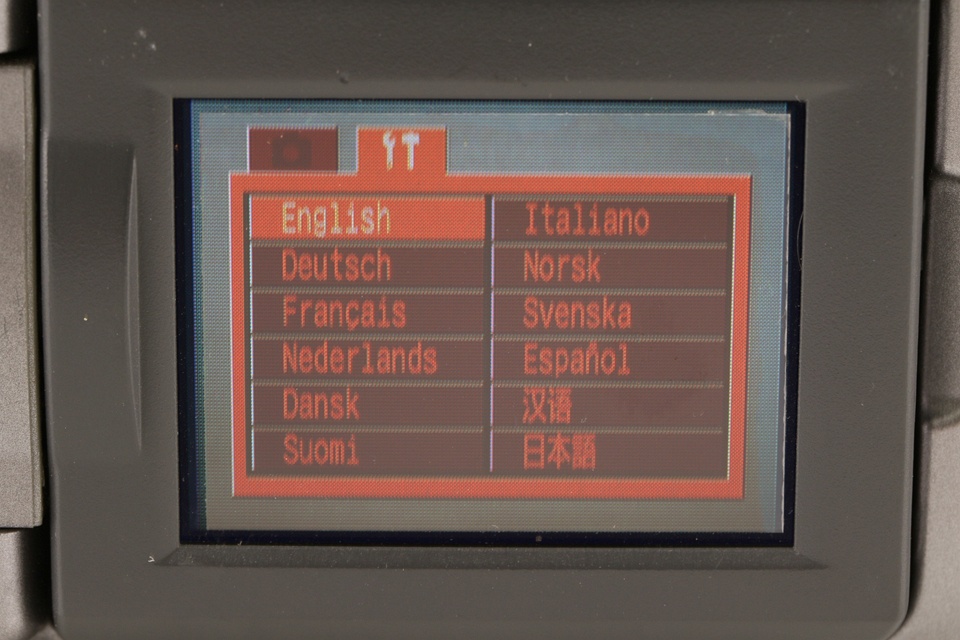 English
Deutsch
Français
Nederlands
Dansk
Suomi
Italiano
Norsk
Svenska
Español
汉语
日本語